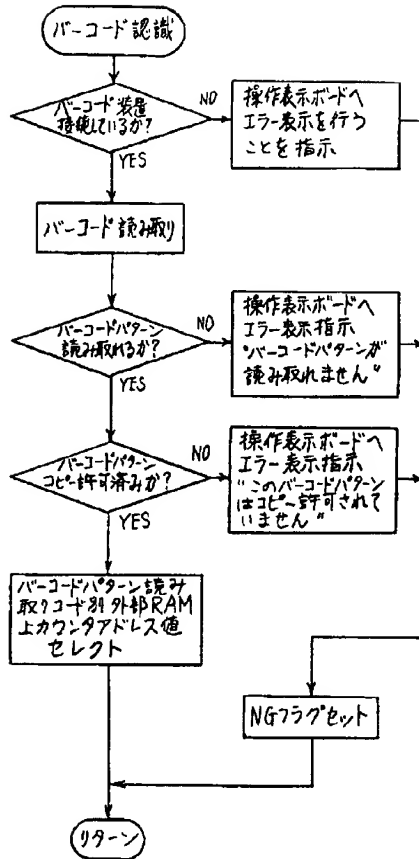 バーコード認識
バーコード装置
接続しているか?
NO
操作表示ボードへ
エラー表示を行う
ことを指示
YES
バーコード読み取り
バーコードパターン
読み取れるか?
NO
操作表示ボードへ
エラー表示指示
“バーコードパターンが
読み取れません”
YES
バーコードパターン
コピー許可済みか?
NO
操作表示ボードへ
エラー表示指示
“このバーコードパターン
はコピー許可されて
いません”
YES
バーコードパターン読み
取りコード別外部RAM
上カウンタアドレス値
セレクト
NGフラグセット
リターン